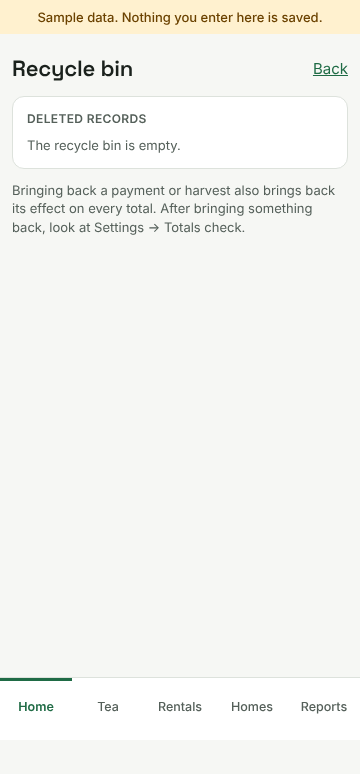 Sample data. Nothing you enter here is saved.
Recycle bin
Back
DELETED RECORDS
The recycle bin is empty.
Bringing back a payment or harvest also brings back
its effect on every total. After bringing something
back, look at Settings → Totals check.
Home
Tea
Rentals
Homes
Reports